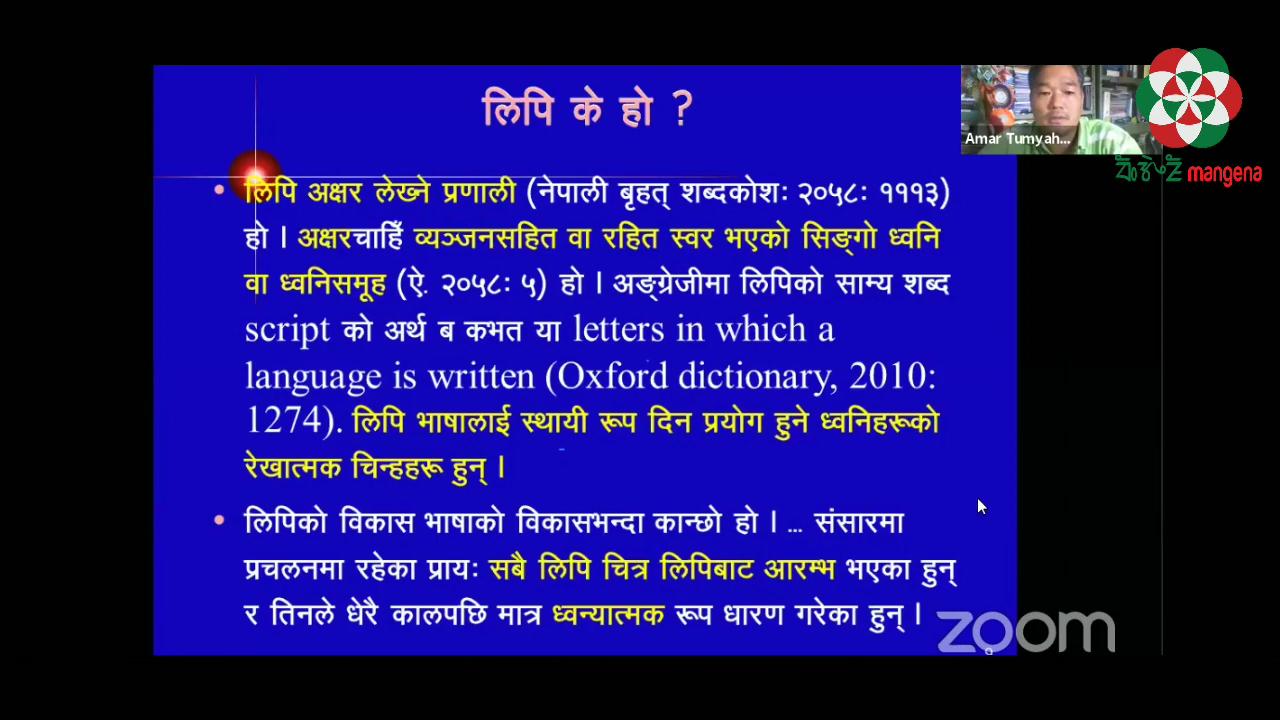 लिपि के हो ?
Amar Tumyah...
mangena
• लिपि अक्षर लेख्ने प्रणाली (नेपाली बृहत् शब्दकोशः २०५८ः १११३)
हो । अक्षरचाहिँ व्यञ्जनसहित वा रहित स्वर भएको सिङ्गो ध्वनि
वा ध्वनिसमूह (ऐ. २०५८ः ५) हो । अङ्ग्रेजीमा लिपिको साम्य शब्द
script को अर्थ ब कभत या letters in which a
language is written (Oxford dictionary, 2010:
1274). लिपि भाषालाई स्थायी रूप दिन प्रयोग हुने ध्वनिहरूको
रेखात्मक चिन्हहरू हुन् ।
• लिपिको विकास भाषाको विकासभन्दा कान्छो हो । ... संसारमा
प्रचलनमा रहेका प्रायः सबै लिपि चित्र लिपिबाट आरम्भ भएका हुन्
र तिनले धेरै कालपछि मात्र ध्वन्यात्मक रूप धारण गरेका हुन् ।
zoom